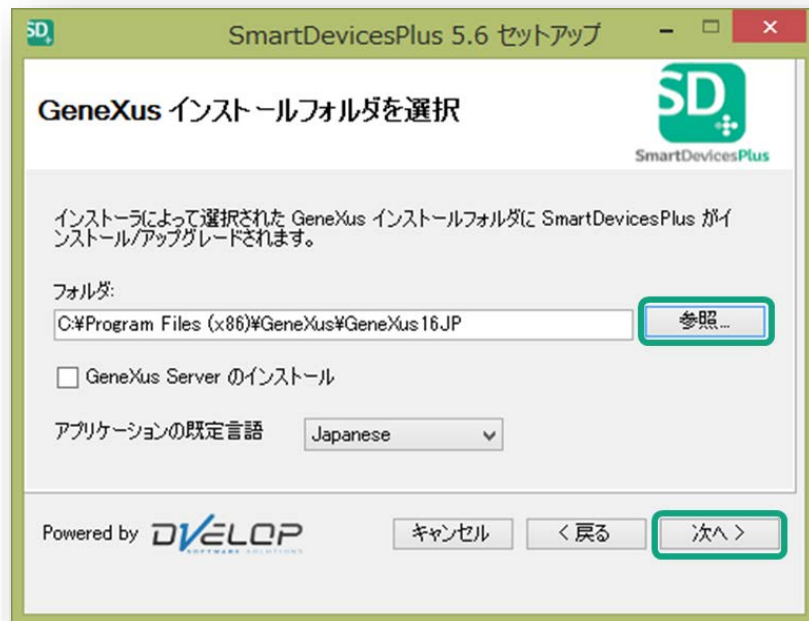 SD
SmartDevicesPlus 5.6 セットアップ
GeneXus インストールフォルダを選択
SD
SmartDevicesPlus
インストーラによって選択された GeneXus インストールフォルダに SmartDevicesPlus がイ
ンストール/アップグレードされます。
フォルダ:
C:¥Program Files (x86)¥GeneXus¥GeneXus16JP
参照...
GeneXus Server のインストール
アプリケーションの既定言語
Japanese
Powered by DVELOP
SOFTWARE SOLUTIONS
キャンセル
< 戻る
次へ >